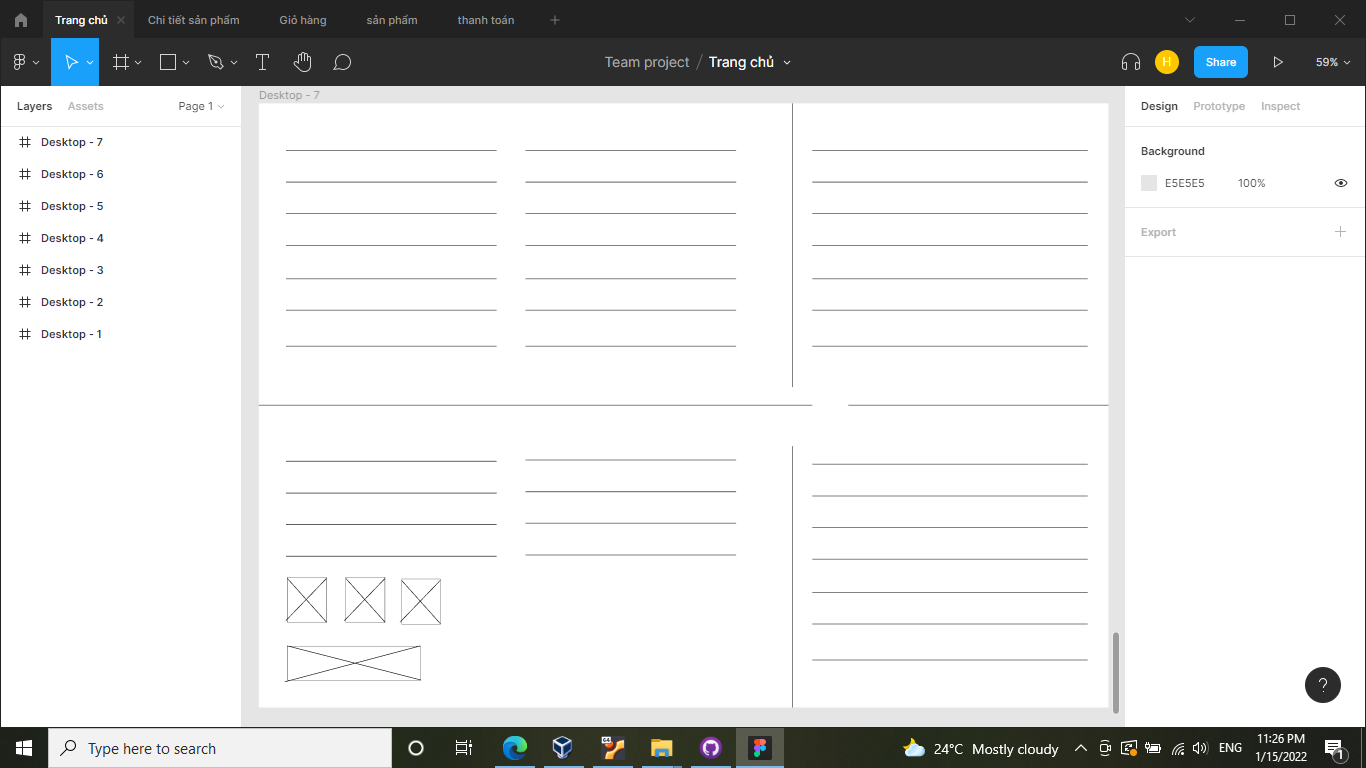 Trang chủ
Chi tiết sản phẩm
Giỏ hàng
sản phẩm
thanh toán
Team project / Trang chủ
H
Share
59%
Layers
Assets
Page 1
Desktop - 7
Desktop - 6
Desktop - 5
Desktop - 4
Desktop - 3
Desktop - 2
Desktop - 1
Desktop - 7
Design
Prototype
Inspect
Background
E5E5E5
100%
Export
?
Type here to search
64
24°C Mostly cloudy
ENG
11:26 PM
1/15/2022
1